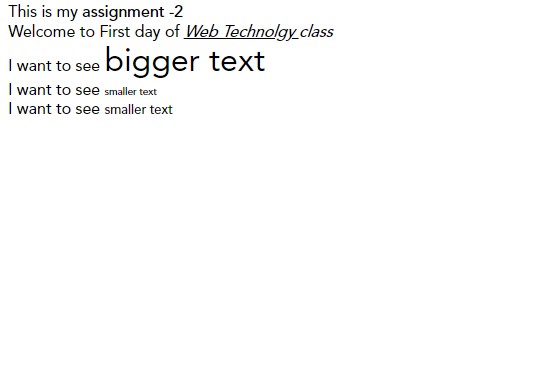 This is my assignment -2
Welcome to First day of Web Technolgy class
I want to see bigger text
I want to see smaller text
I want to see smaller text